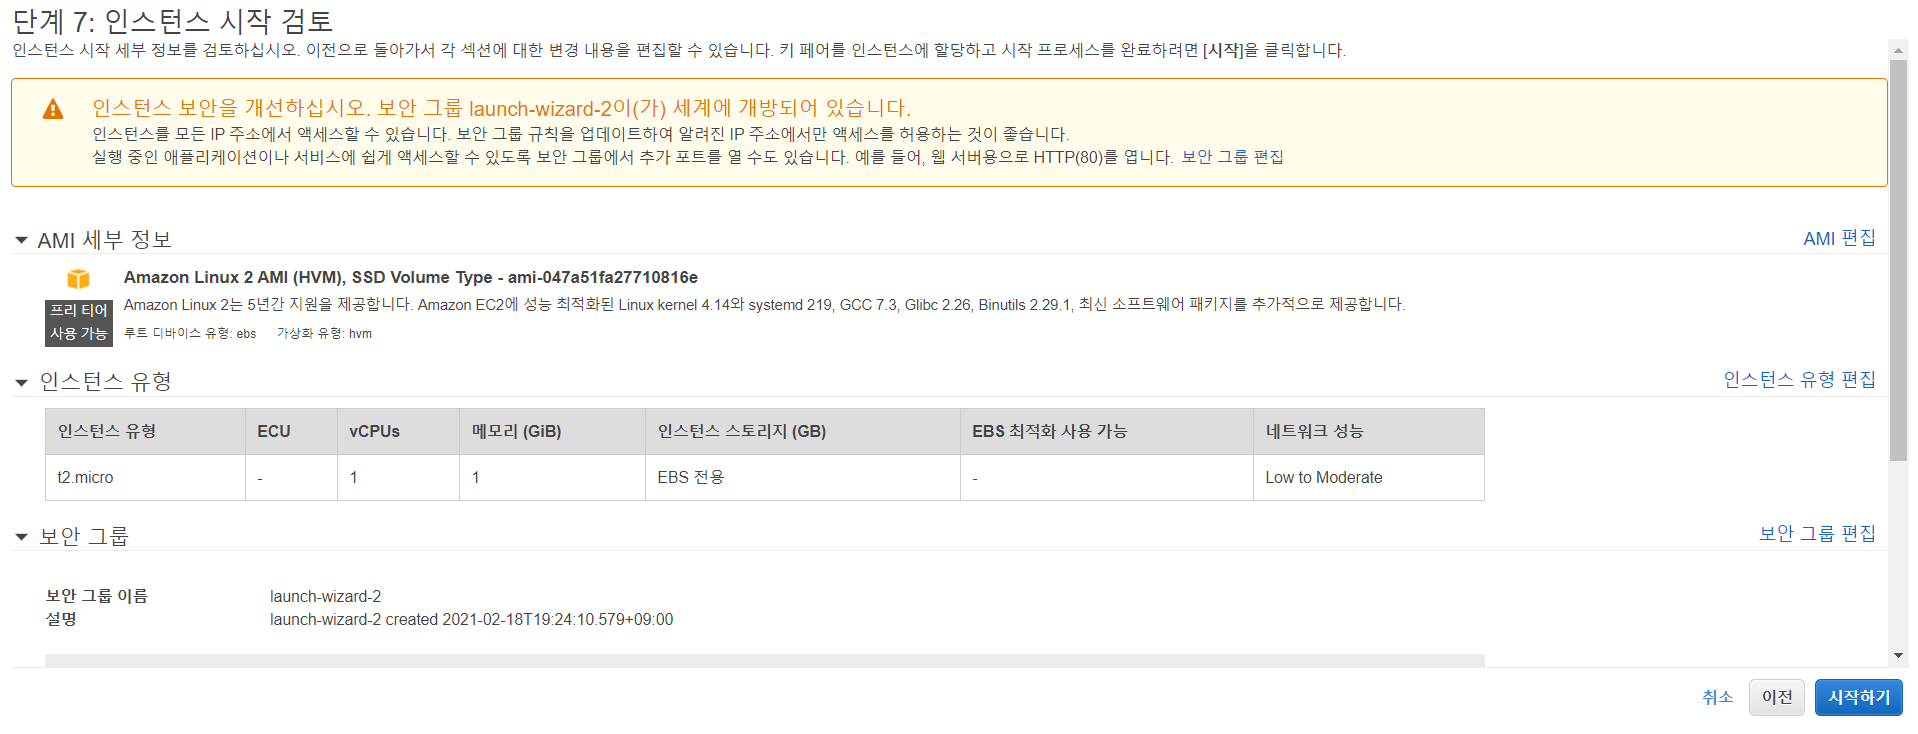 단계 7: 인스턴스 시작 검토
인스턴스 시작 세부 정보를 검토하십시오. 이전으로 돌아가서 각 섹션에 대한 변경 내용을 편집할 수 있습니다. 키 페어를 인스턴스에 할당하고 시작 프로세스를 완료하려면 [시작]을 클릭합니다.
인스턴스 보안을 개선하십시오. 보안 그룹 launch-wizard-2이(가) 세계에 개방되어 있습니다.
인스턴스를 모든 IP 주소에서 액세스할 수 있습니다. 보안 그룹 규칙을 업데이트하여 알려진 IP 주소에서만 액세스를 허용하는 것이 좋습니다.
실행 중인 애플리케이션이나 서비스에 쉽게 액세스할 수 있도록 보안 그룹에서 추가 포트를 열 수도 있습니다. 예를 들어, 웹 서버용으로 HTTP(80)를 엽니다. 보안 그룹 편집
AMI 세부 정보 AMI 편집
Amazon Linux 2 AMI (HVM), SSD Volume Type - ami-047a51fa27710816e
프리 티어 사용 가능
Amazon Linux 2는 5년간 지원을 제공합니다. Amazon EC2에 성능 최적화된 Linux kernel 4.14와 systemd 219, GCC 7.3, Glibc 2.26, Binutils 2.29.1, 최신 소프트웨어 패키지를 추가적으로 제공합니다.
루트 디바이스 유형: ebs 가상화 유형: hvm
인스턴스 유형 인스턴스 유형 편집
인스턴스 유형 ECU vCPUs 메모리 (GiB) 인스턴스 스토리지 (GB) EBS 최적화 사용 가능 네트워크 성능
t2.micro - 1 1 EBS 전용 - Low to Moderate
보안 그룹 보안 그룹 편집
보안 그룹 이름 launch-wizard-2
설명 launch-wizard-2 created 2021-02-18T19:24:10.579+09:00
취소 이전 시작하기